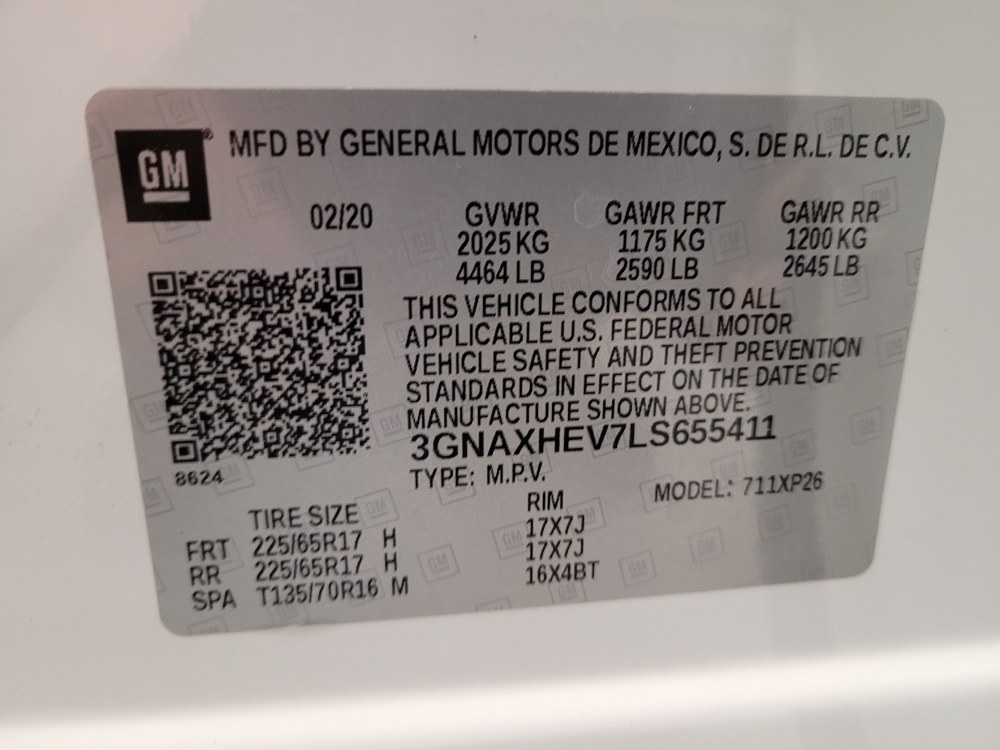 GM® MFD BY GENERAL MOTORS DE MEXICO, S. DE R.L. DE C.V.
02/20 GVWR GAWR FRT GAWR RR
2025 KG 1175 KG 1200 KG
4464 LB 2590 LB 2645 LB
THIS VEHICLE CONFORMS TO ALL
APPLICABLE U.S. FEDERAL MOTOR
VEHICLE SAFETY AND THEFT PREVENTION
STANDARDS IN EFFECT ON THE DATE OF
MANUFACTURE SHOWN ABOVE.
3GNAXHEV7LS655411
8624
TYPE: M.P.V. MODEL: 711XP26
TIRE SIZE RIM
FRT 225/65R17 H 17X7J
RR 225/65R17 H 17X7J
SPA T135/70R16 M 16X4BT